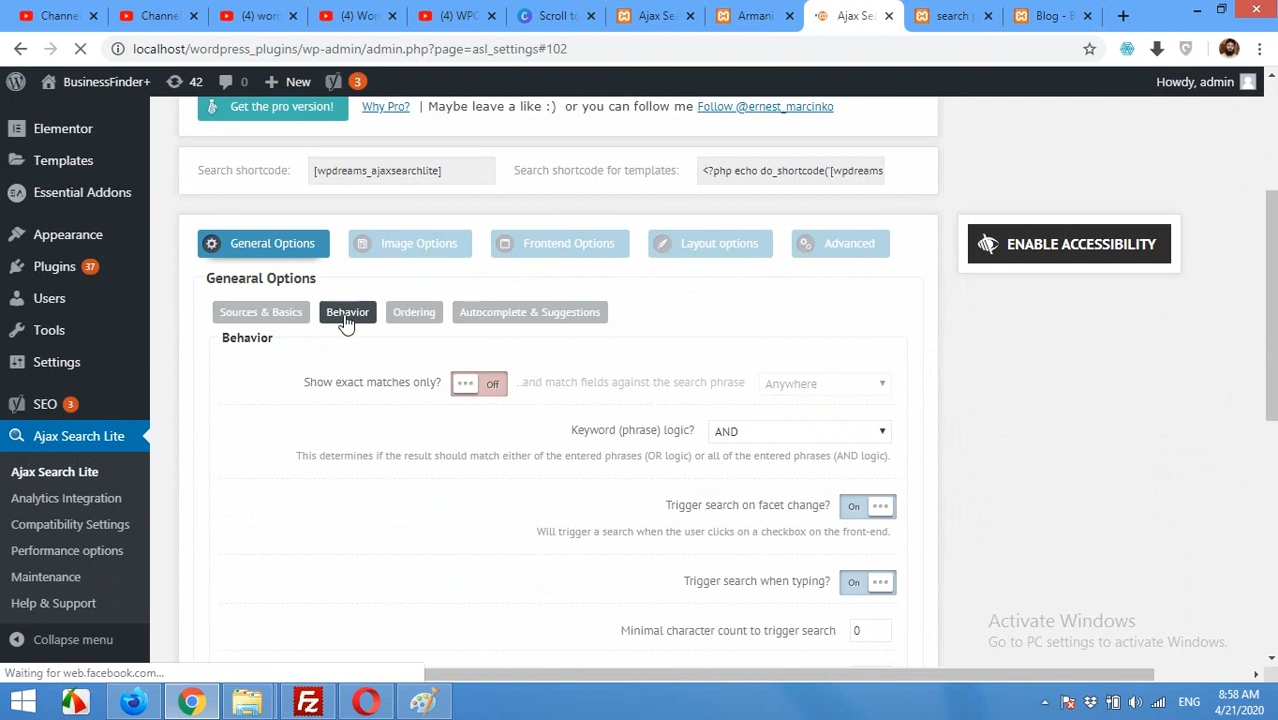 Channel
Channel
(4) word
(4) Wor
(4) WPC
Scroll to
Ajax Sea
Armani
Ajax Sea
search p
Blog - B
localhost/wordpress_plugins/wp-admin/admin.php?page=asl_settings#102
BusinessFinder+ 42 0 New 3 Howdy, admin
Elementor
Templates
Essential Addons
Appearance
Plugins 37
Users
Tools
Settings
SEO 3
Ajax Search Lite
Ajax Search Lite
Analytics Integration
Compatibility Settings
Performance options
Maintenance
Help & Support
Collapse menu
Get the pro version! Why Pro? | Maybe leave a like :) or you can follow me Follow @ernest_marcinko
Search shortcode: [wpdreams_ajaxsearchlite] Search shortcode for templates: <?php echo do_shortcode('[wpdreams
General Options Image Options Frontend Options Layout options Advanced
ENABLE ACCESSIBILITY
Genearal Options
Sources & Basics Behavior Ordering Autocomplete & Suggestions
Behavior
Show exact matches only? Off ..and match fields against the search phrase Anywhere
Keyword (phrase) logic? AND
This determines if the result should match either of the entered phrases (OR logic) or all of the entered phrases (AND logic).
Trigger search on facet change? On
Will trigger a search when the user clicks on a checkbox on the front-end.
Trigger search when typing? On
Minimal character count to trigger search 0
Activate Windows
Go to PC settings to activate Windows.
Waiting for web.facebook.com...
ENG
8:58 AM
4/21/2020